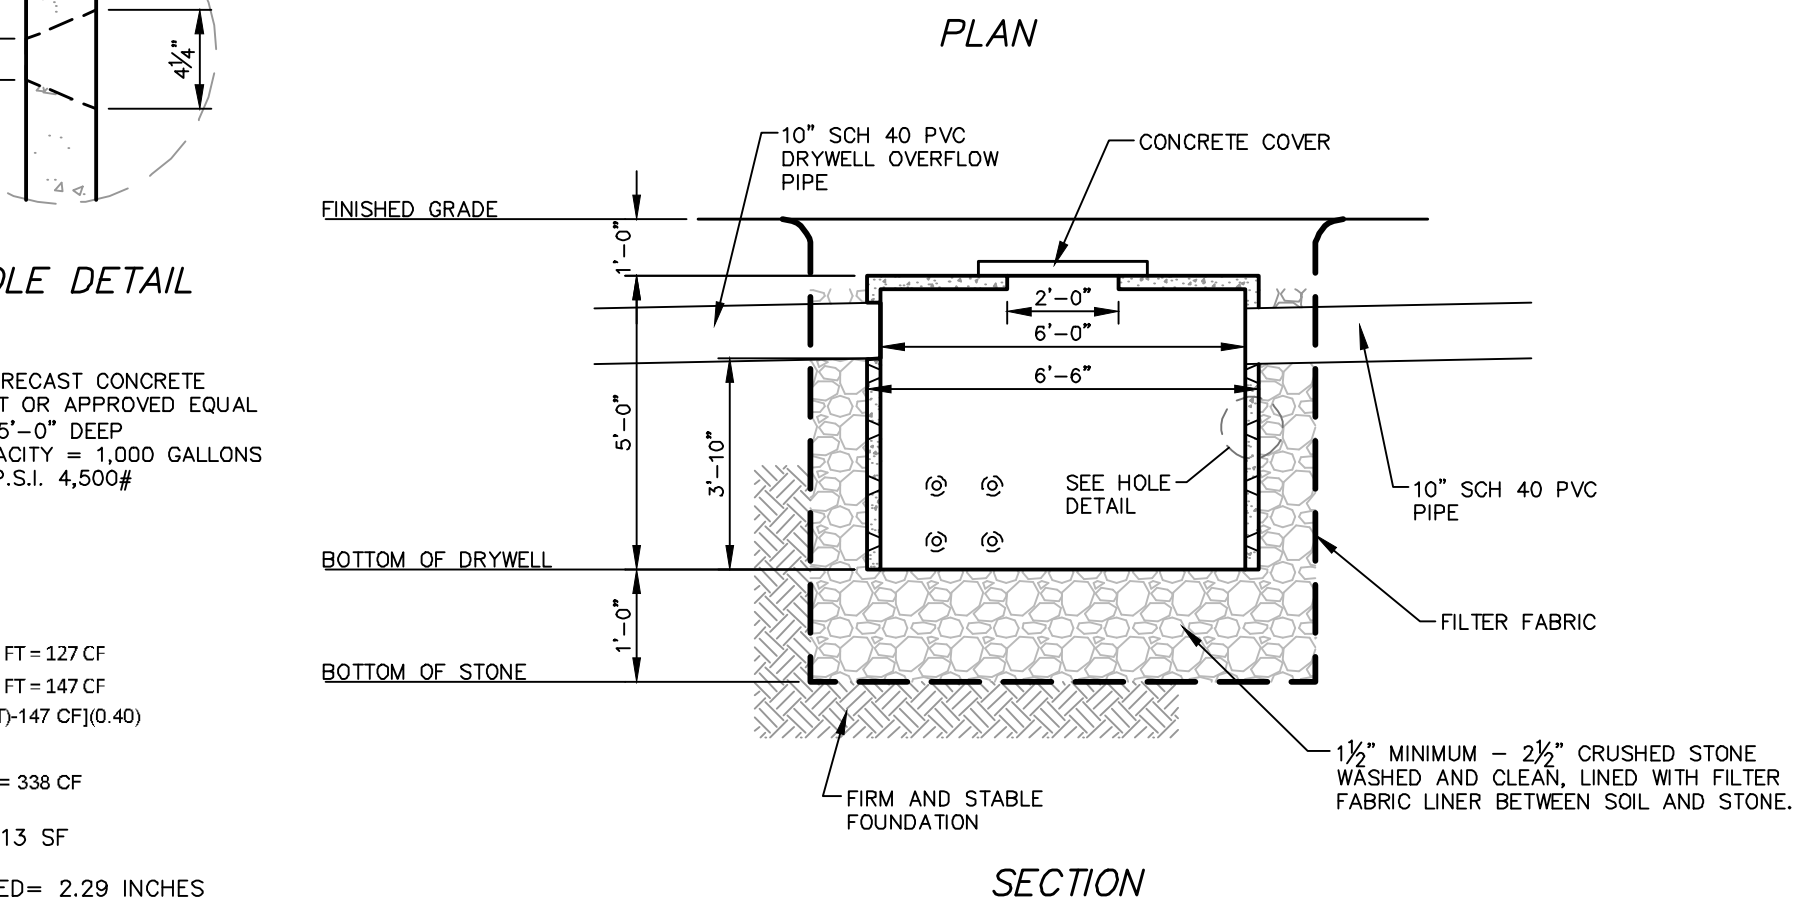 PLAN
4¼"
10" SCH 40 PVC
DRYWELL OVERFLOW
PIPE
CONCRETE COVER
FINISHED GRADE
1'-0"
HOLE DETAIL
2'-0"
6'-0"
6'-6"
5'-0"
3'-10"
RECAST CONCRETE
T OR APPROVED EQUAL
5'-0" DEEP
ACITY = 1,000 GALLONS
P.S.I. 4,500#
SEE HOLE
DETAIL
10" SCH 40 PVC
PIPE
BOTTOM OF DRYWELL
1'-0"
FILTER FABRIC
BOTTOM OF STONE
FT = 127 CF
FT = 147 CF
T)-147 CF](0.40)
= 338 CF
13 SF
ED= 2.29 INCHES
1½" MINIMUM - 2½" CRUSHED STONE
WASHED AND CLEAN, LINED WITH FILTER
FABRIC LINER BETWEEN SOIL AND STONE.
FIRM AND STABLE
FOUNDATION
SECTION